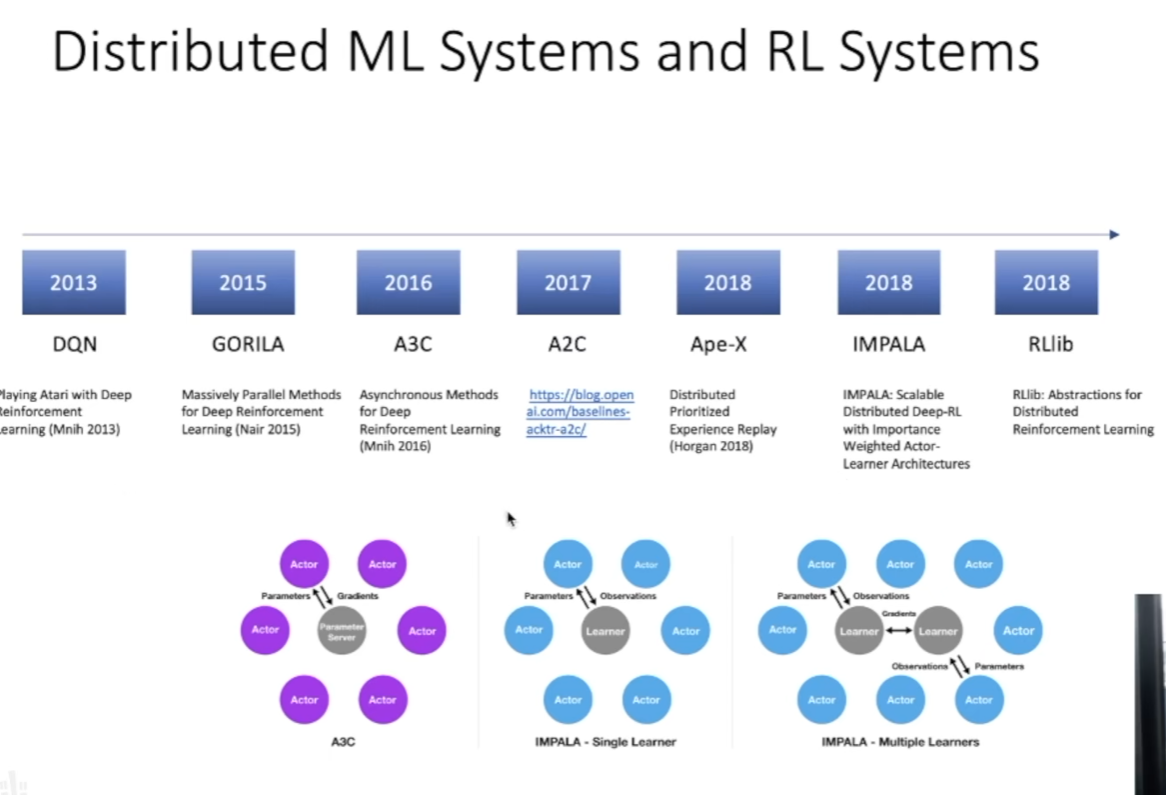 Distributed ML Systems and RL Systems
2013
2015
2016
2017
2018
2018
2018
DQN
GORILA
A3C
A2C
Ape-X
IMPALA
RLlib
Playing Atari with Deep
Reinforcement
Learning (Mnih 2013)
Massively Parallel Methods
for Deep Reinforcement
Learning (Nair 2015)
Asynchronous Methods
for Deep
Reinforcement Learning
(Mnih 2016)
https://blog.open
ai.com/baselines-
acktr-a2c/
Distributed
Prioritized
Experience Replay
(Horgan 2018)
IMPALA: Scalable
Distributed Deep-RL
with Importance
Weighted Actor-
Learner Architectures
RLlib: Abstractions for
Distributed
Reinforcement Learning
Actor
Actor
Parameters
Gradients
Actor
Parameter
Server
Actor
Actor
Actor
A3C
Actor
Actor
Parameters
Observations
Actor
Learner
Actor
Actor
Actor
IMPALA - Single Learner
Actor
Actor
Actor
Parameters
Observations
Gradients
Actor
Learner
Learner
Actor
Observations
Parameters
Actor
Actor
Actor
IMPALA - Multiple Learners